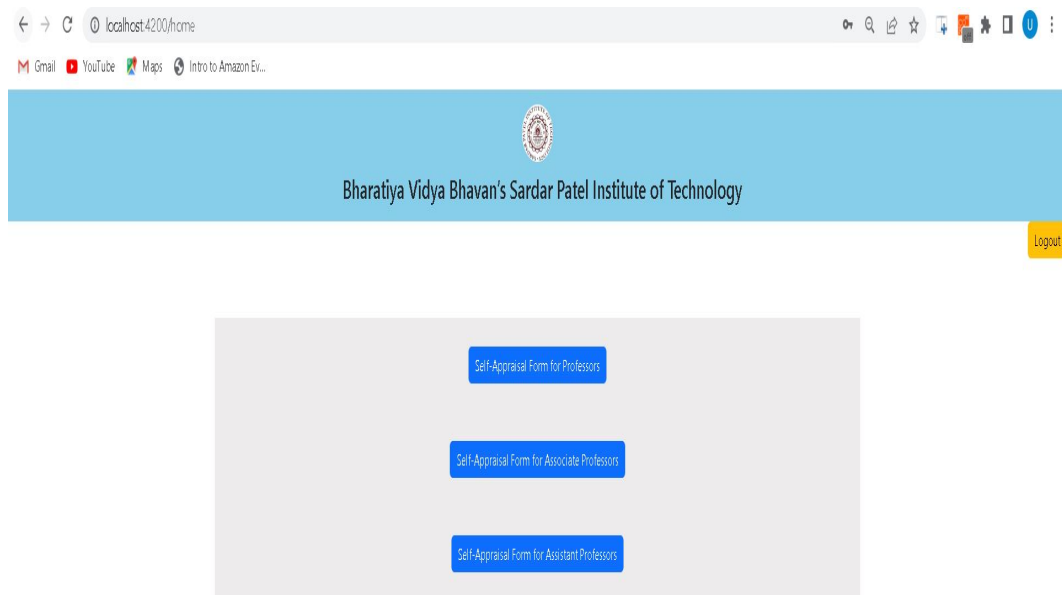 localhost:4200/home
U
Gmail YouTube Maps Intro to Amazon Ev...
Bharatiya Vidya Bhavan's Sardar Patel Institute of Technology
Logout
Self-Appraisal Form for Professors
Self-Appraisal Form for Associate Professors
Self-Appraisal Form for Assistant Professors